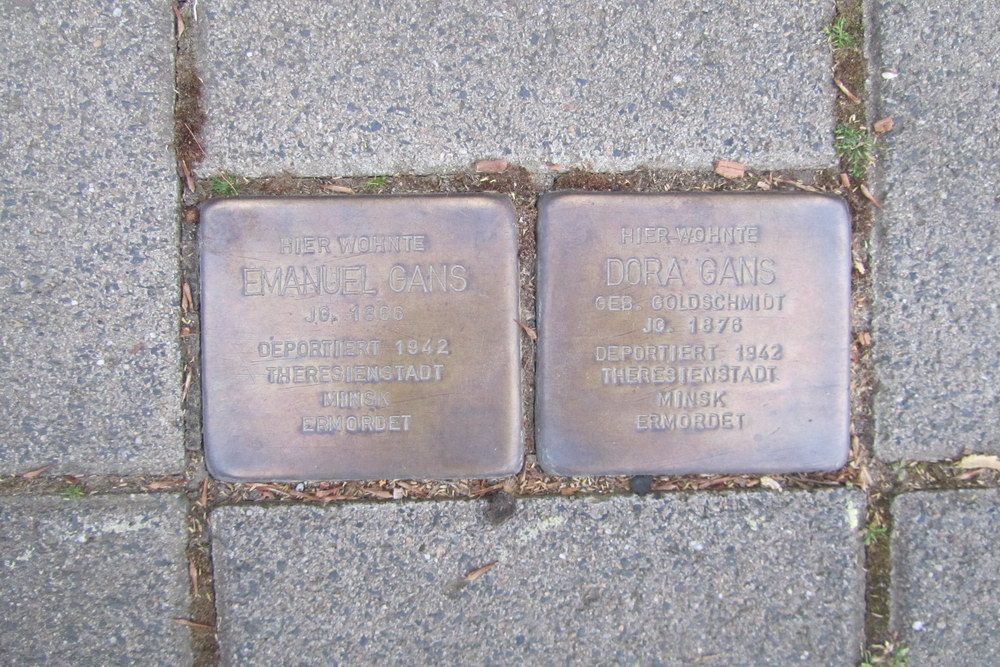 HIER WOHNTE
EMANUEL GANS
JG. 1866
DEPORTIERT 1942
THERESIENSTADT
MINSK
ERMORDET
HIER WOHNTE
DORA GANS
GEB. GOLDSCHMIDT
JG. 1876
DEPORTIERT 1942
THERESIENSTADT
MINSK
ERMORDET